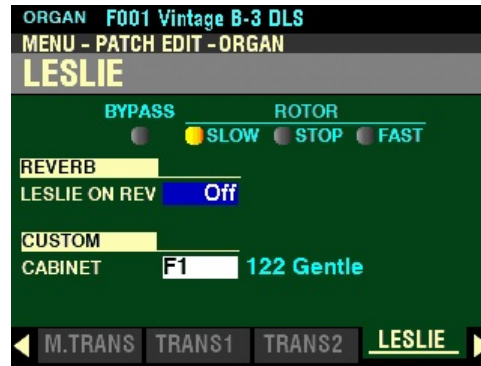 ORGAN F001 Vintage B-3 DLS
MENU - PATCH EDIT - ORGAN
LESLIE
BYPASS ROTOR
SLOW STOP FAST
REVERB
LESLIE ON REV Off
CUSTOM
CABINET F1 122 Gentle
M.TRANS TRANS1 TRANS2 LESLIE